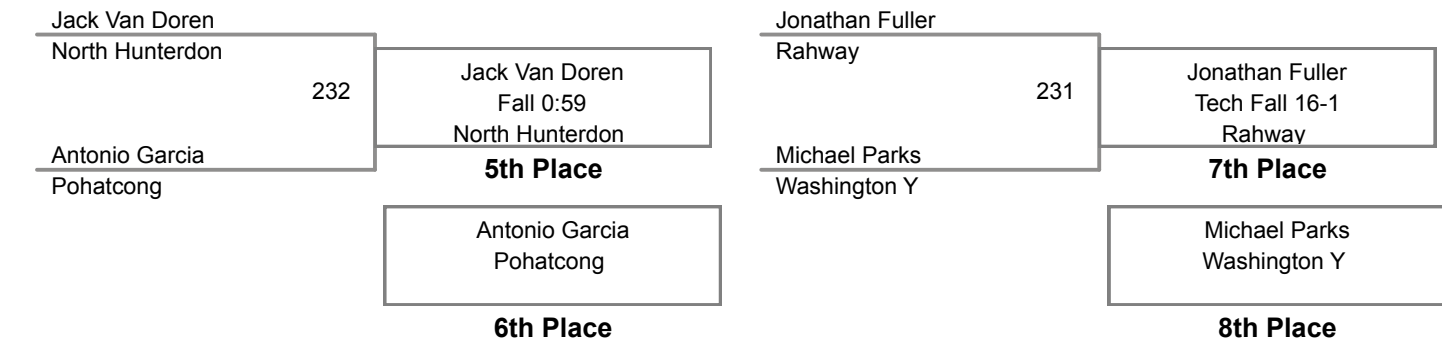 Jack Van Doren
North Hunterdon
232
Jack Van Doren
Fall 0:59
North Hunterdon
Antonio Garcia
Pohatcong
5th Place
Antonio Garcia
Pohatcong
6th Place
Jonathan Fuller
Rahway
231
Jonathan Fuller
Tech Fall 16-1
Rahway
Michael Parks
Washington Y
7th Place
Michael Parks
Washington Y
8th Place